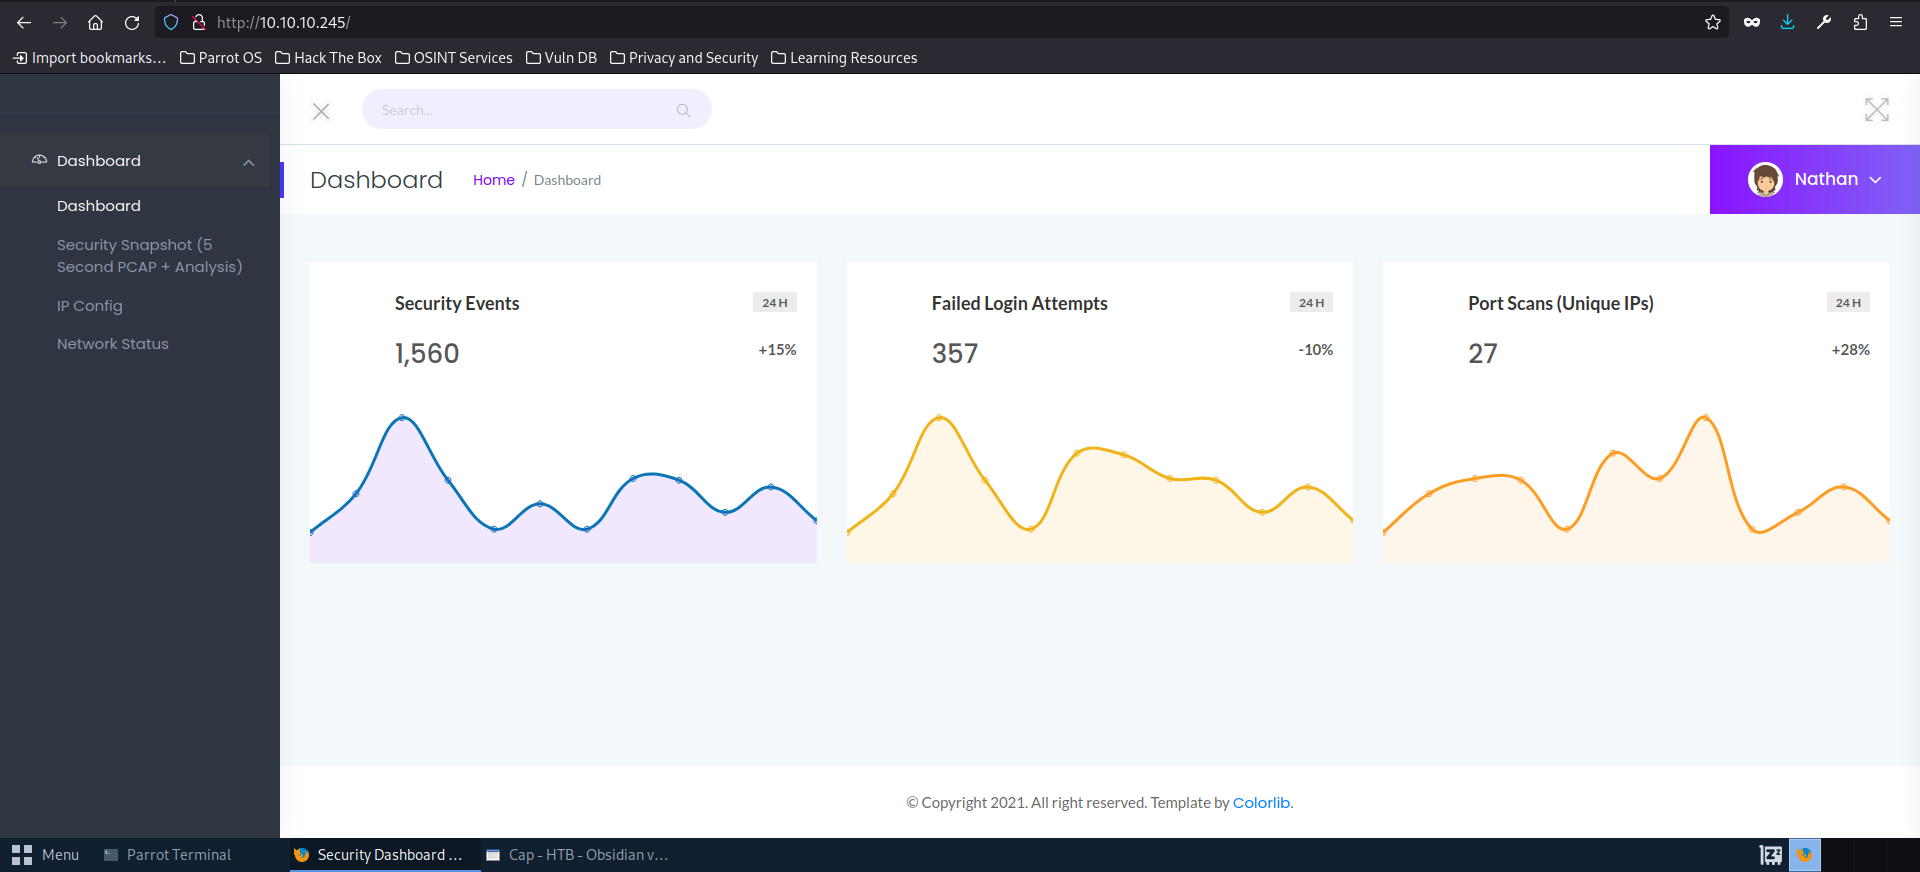 http://10.10.10.245/
Import bookmarks... Parrot OS Hack The Box OSINT Services Vuln DB Privacy and Security Learning Resources
Search...
Dashboard
Dashboard
Security Snapshot (5
Second PCAP + Analysis)
IP Config
Network Status
Dashboard Home / Dashboard
Nathan
Security Events 24 H
1,560 +15%
Failed Login Attempts 24 H
357 -10%
Port Scans (Unique IPs) 24 H
27 +28%
© Copyright 2021. All right reserved. Template by Colorlib.
Menu Parrot Terminal Security Dashboard ... Cap - HTB - Obsidian v...